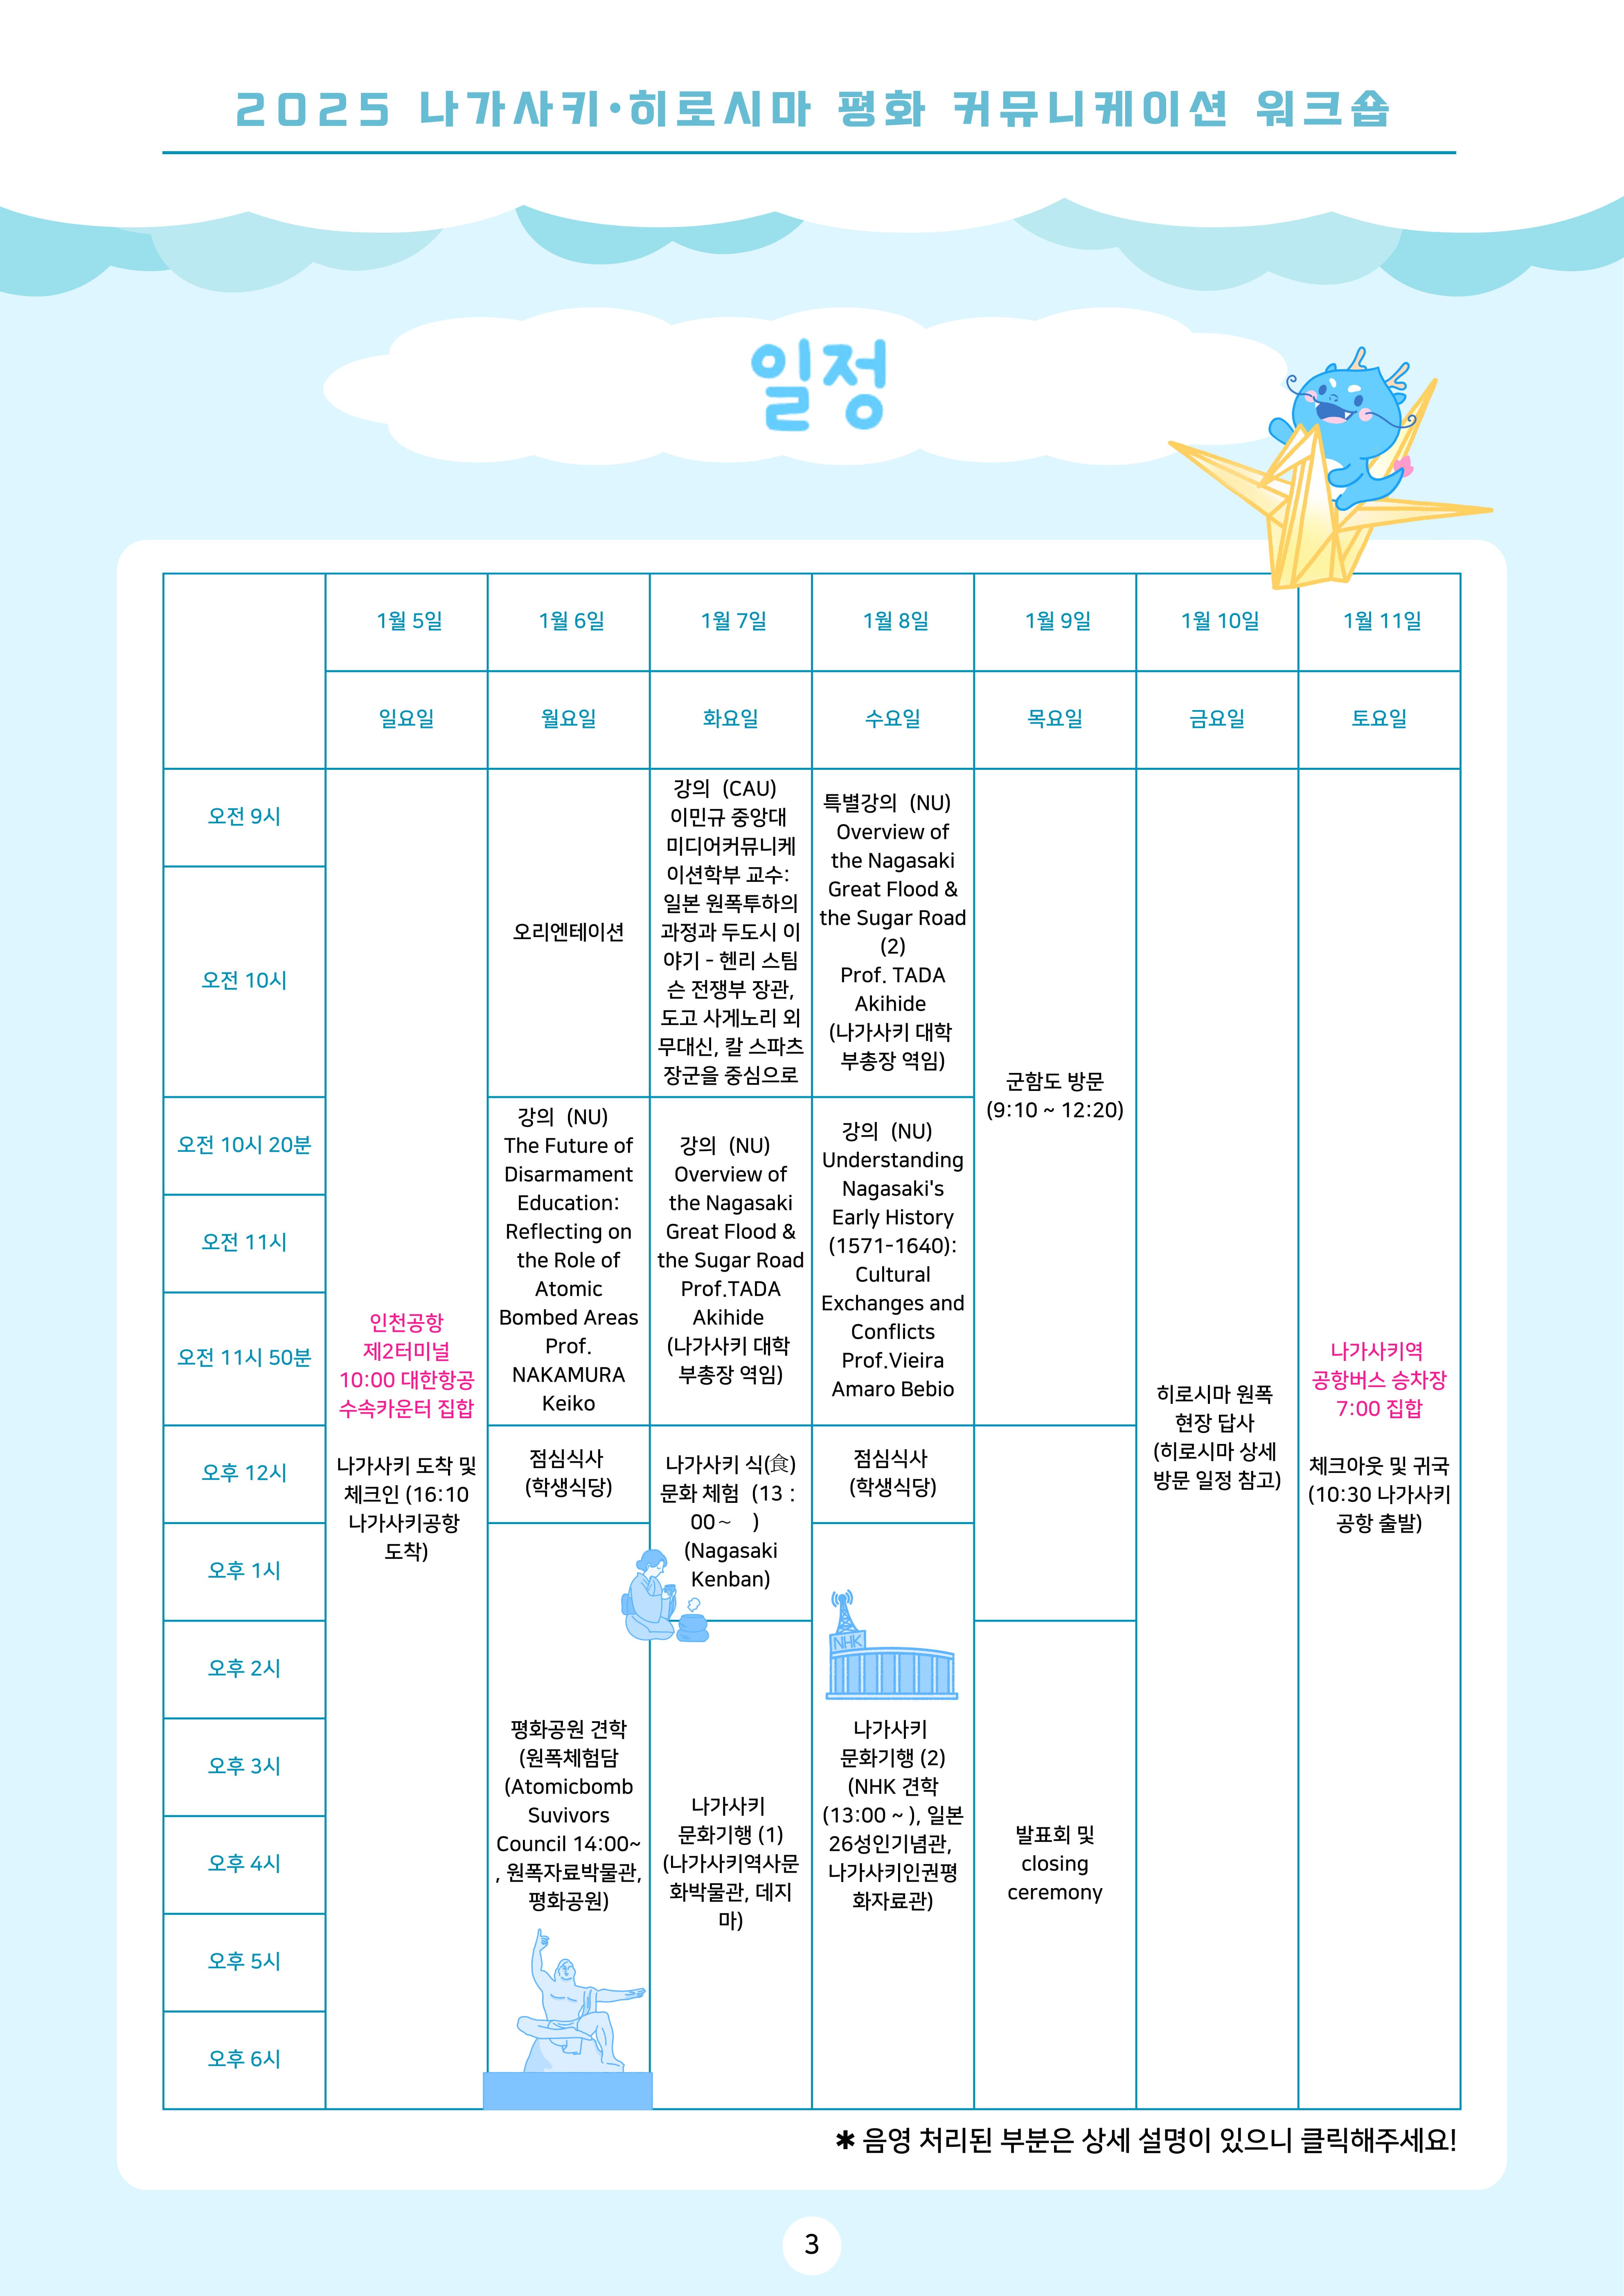 2025 나가사키·히로시마 평화 커뮤니케이션 워크숍
일정
1월 5일
1월 6일
1월 7일
1월 8일
1월 9일
1월 10일
1월 11일
일요일
월요일
화요일
수요일
목요일
금요일
토요일
오전 9시
오전 10시
오전 10시 20분
오전 11시
오전 11시 50분
오후 12시
오후 1시
오후 2시
오후 3시
오후 4시
오후 5시
오후 6시
인천공항
제2터미널
10:00 대한항공
수속카운터 집합
나가사키 도착 및
체크인 (16:10
나가사키공항
도착)
오리엔테이션
강의 (NU)
The Future of
Disarmament
Education:
Reflecting on
the Role of
Atomic
Bombed Areas
Prof.
NAKAMURA
Keiko
점심식사
(학생식당)
평화공원 견학
(원폭체험담
(Atomicbomb
Suvivors
Council 14:00~
, 원폭자료박물관,
평화공원)
강의 (CAU)
이민규 중앙대
미디어커뮤니케
이션학부 교수:
일본 원폭투하의
과정과 두도시 이
야기 - 헨리 스팀
슨 전쟁부 장관,
도고 사게노리 외
무대신, 칼 스파츠
장군을 중심으로
강의 (NU)
Overview of
the Nagasaki
Great Flood &
the Sugar Road
Prof.TADA
Akihide
(나가사키 대학
부총장 역임)
나가사키 식(食)
문화 체험 (13 :
00~ )
(Nagasaki
Kenban)
나가사키
문화기행 (1)
(나가사키역사문
화박물관, 데지
마)
특별강의 (NU)
Overview of
the Nagasaki
Great Flood &
the Sugar Road
(2)
Prof. TADA
Akihide
(나가사키 대학
부총장 역임)
강의 (NU)
Understanding
Nagasaki's
Early History
(1571-1640):
Cultural
Exchanges and
Conflicts
Prof.Vieira
Amaro Bebio
점심식사
(학생식당)
NHK
나가사키
문화기행 (2)
(NHK 견학
(13:00 ~ ), 일본
26성인기념관,
나가사키인권평
화자료관)
군함도 방문
(9:10 ~ 12:20)
발표회 및
closing
ceremony
히로시마 원폭
현장 답사
(히로시마 상세
방문 일정 참고)
나가사키역
공항버스 승차장
7:00 집합
체크아웃 및 귀국
(10:30 나가사키
공항 출발)
✱ 음영 처리된 부분은 상세 설명이 있으니 클릭해주세요!
3